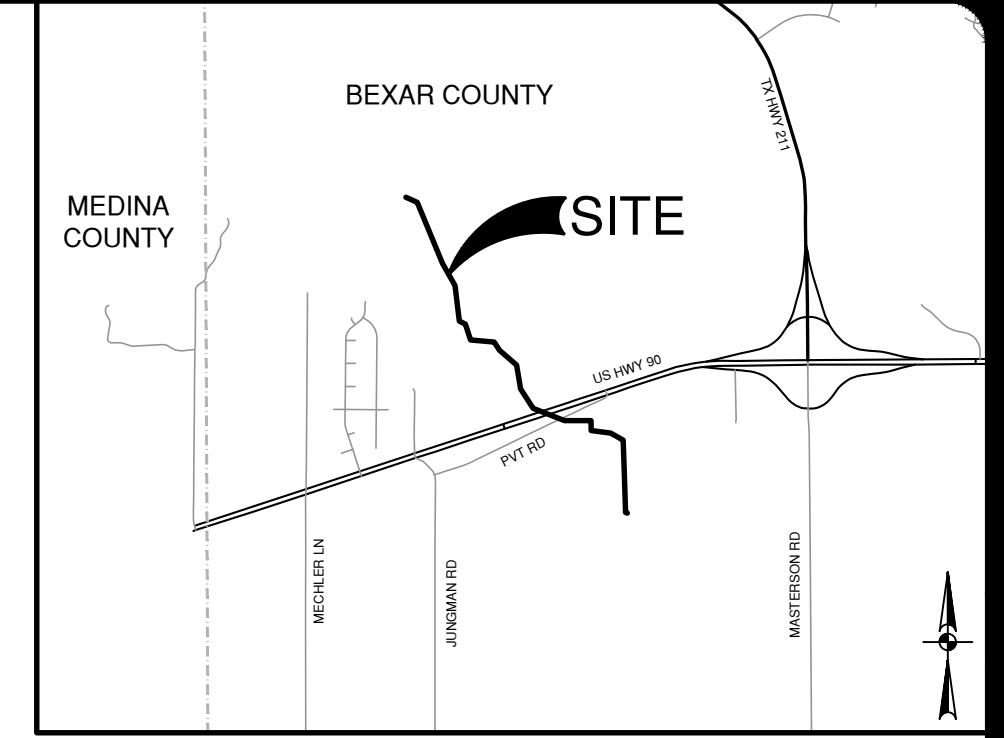 BEXAR COUNTY
TX HWY 211
MEDINA
COUNTY
SITE
US HWY 90
PVT RD
MECHLER LN
JUNGMAN RD
MASTERSON RD